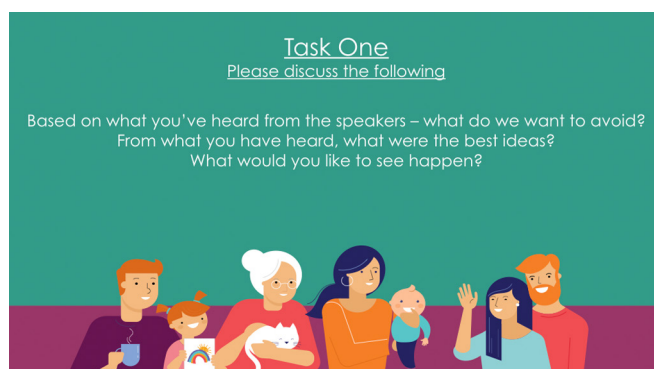 Task One
Please discuss the following
Based on what you’ve heard from the speakers – what do we want to avoid?
From what you have heard, what were the best ideas?
What would you like to see happen?